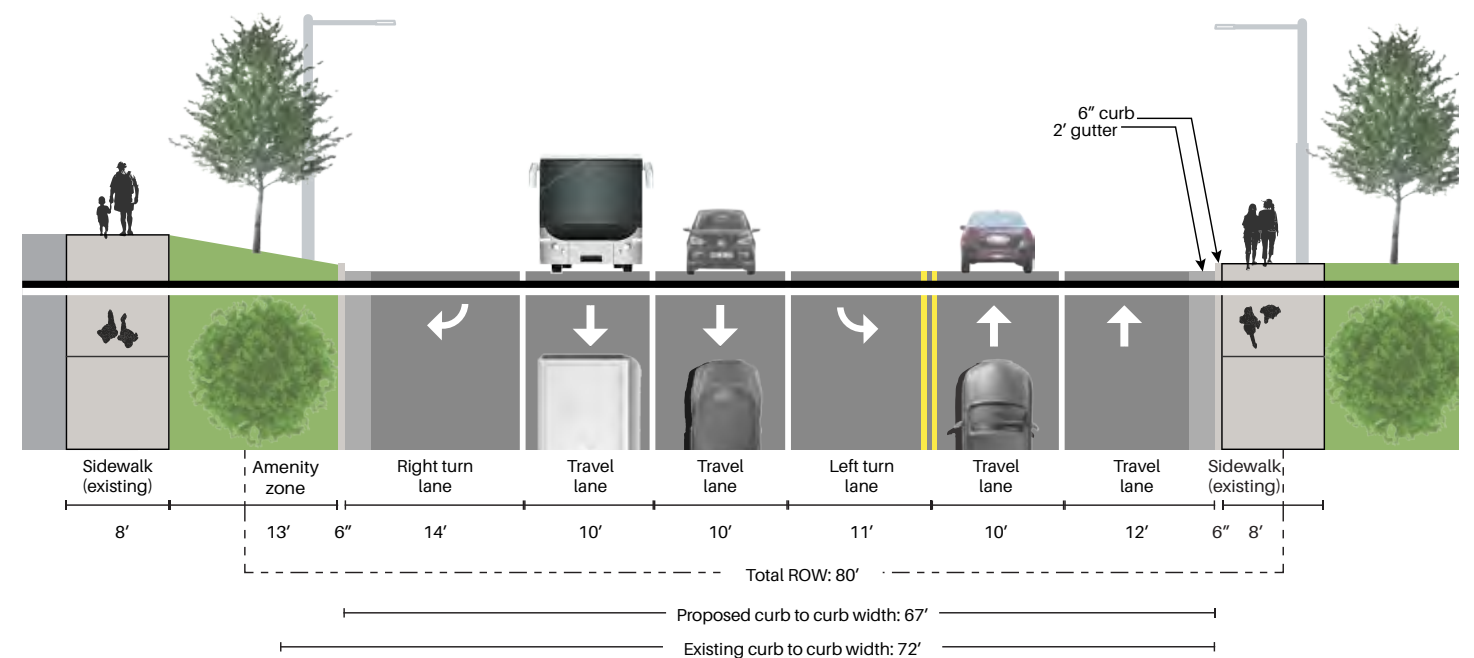 6″ curb
2′ gutter
Sidewalk
(existing)
Amenity
zone
Right turn
lane
Travel
lane
Travel
lane
Left turn
lane
Travel
lane
Travel
lane
Sidewalk
(existing)
8′ 13′ 6″ 14′ 10′ 10′ 11′ 10′ 12′ 6″ 8′
Total ROW: 80′
Proposed curb to curb width: 67′
Existing curb to curb width: 72′